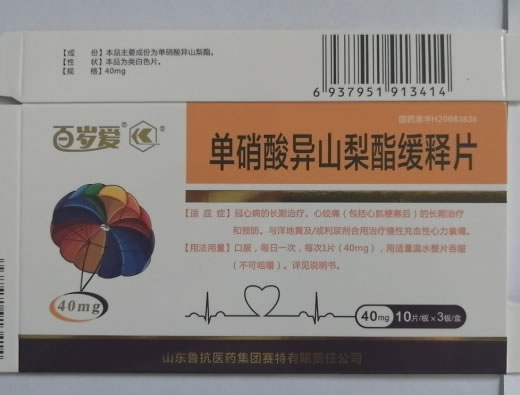 【成 份】本品主要成份为单硝酸异山梨酯。
【性 状】本品为类白色片。
【规 格】40mg
6 937951 913414
国药准字H20083639
百岁爱®
单硝酸异山梨酯缓释片
【适应症】冠心病的长期治疗。心绞痛（包括心肌梗塞后）的长期治疗
和预防。与洋地黄及/或利尿剂合用治疗慢性充血性心力衰竭。
【用法用量】口服，每日一次，每次1片（40mg），用适量温水整片吞服
（不可咀嚼）。详见说明书。
40mg
40mg 10片/板×3板/盒
山东鲁抗医药集团赛特有限责任公司